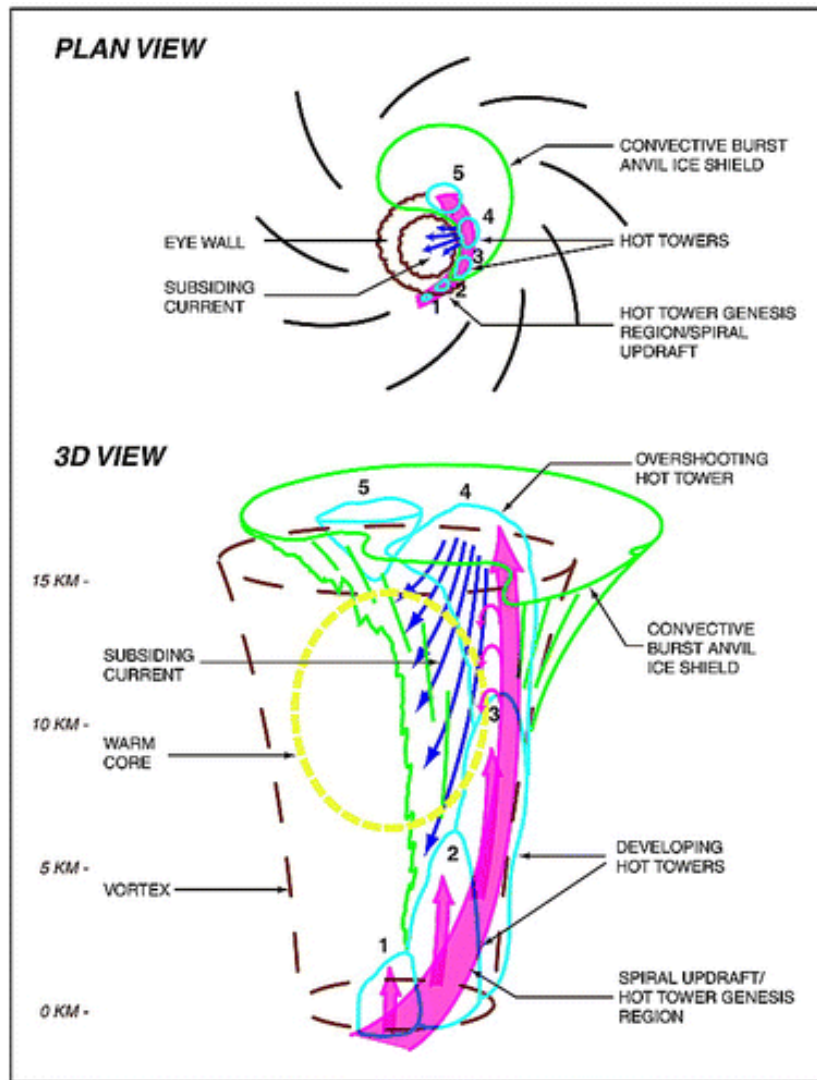 PLAN VIEW
CONVECTIVE BURST
ANVIL ICE SHIELD
5
4
EYE WALL
HOT TOWERS
3
SUBSIDING
CURRENT
2
1
HOT TOWER GENESIS
REGION/SPIRAL
UPDRAFT
3D VIEW
OVERSHOOTING
HOT TOWER
5
4
15 KM -
SUBSIDING
CURRENT
CONVECTIVE
BURST ANVIL
ICE SHIELD
10 KM -
3
WARM
CORE
5 KM -
2
DEVELOPING
HOT TOWERS
VORTEX
1
SPIRAL UPDRAFT/
HOT TOWER GENESIS
REGION
0 KM -